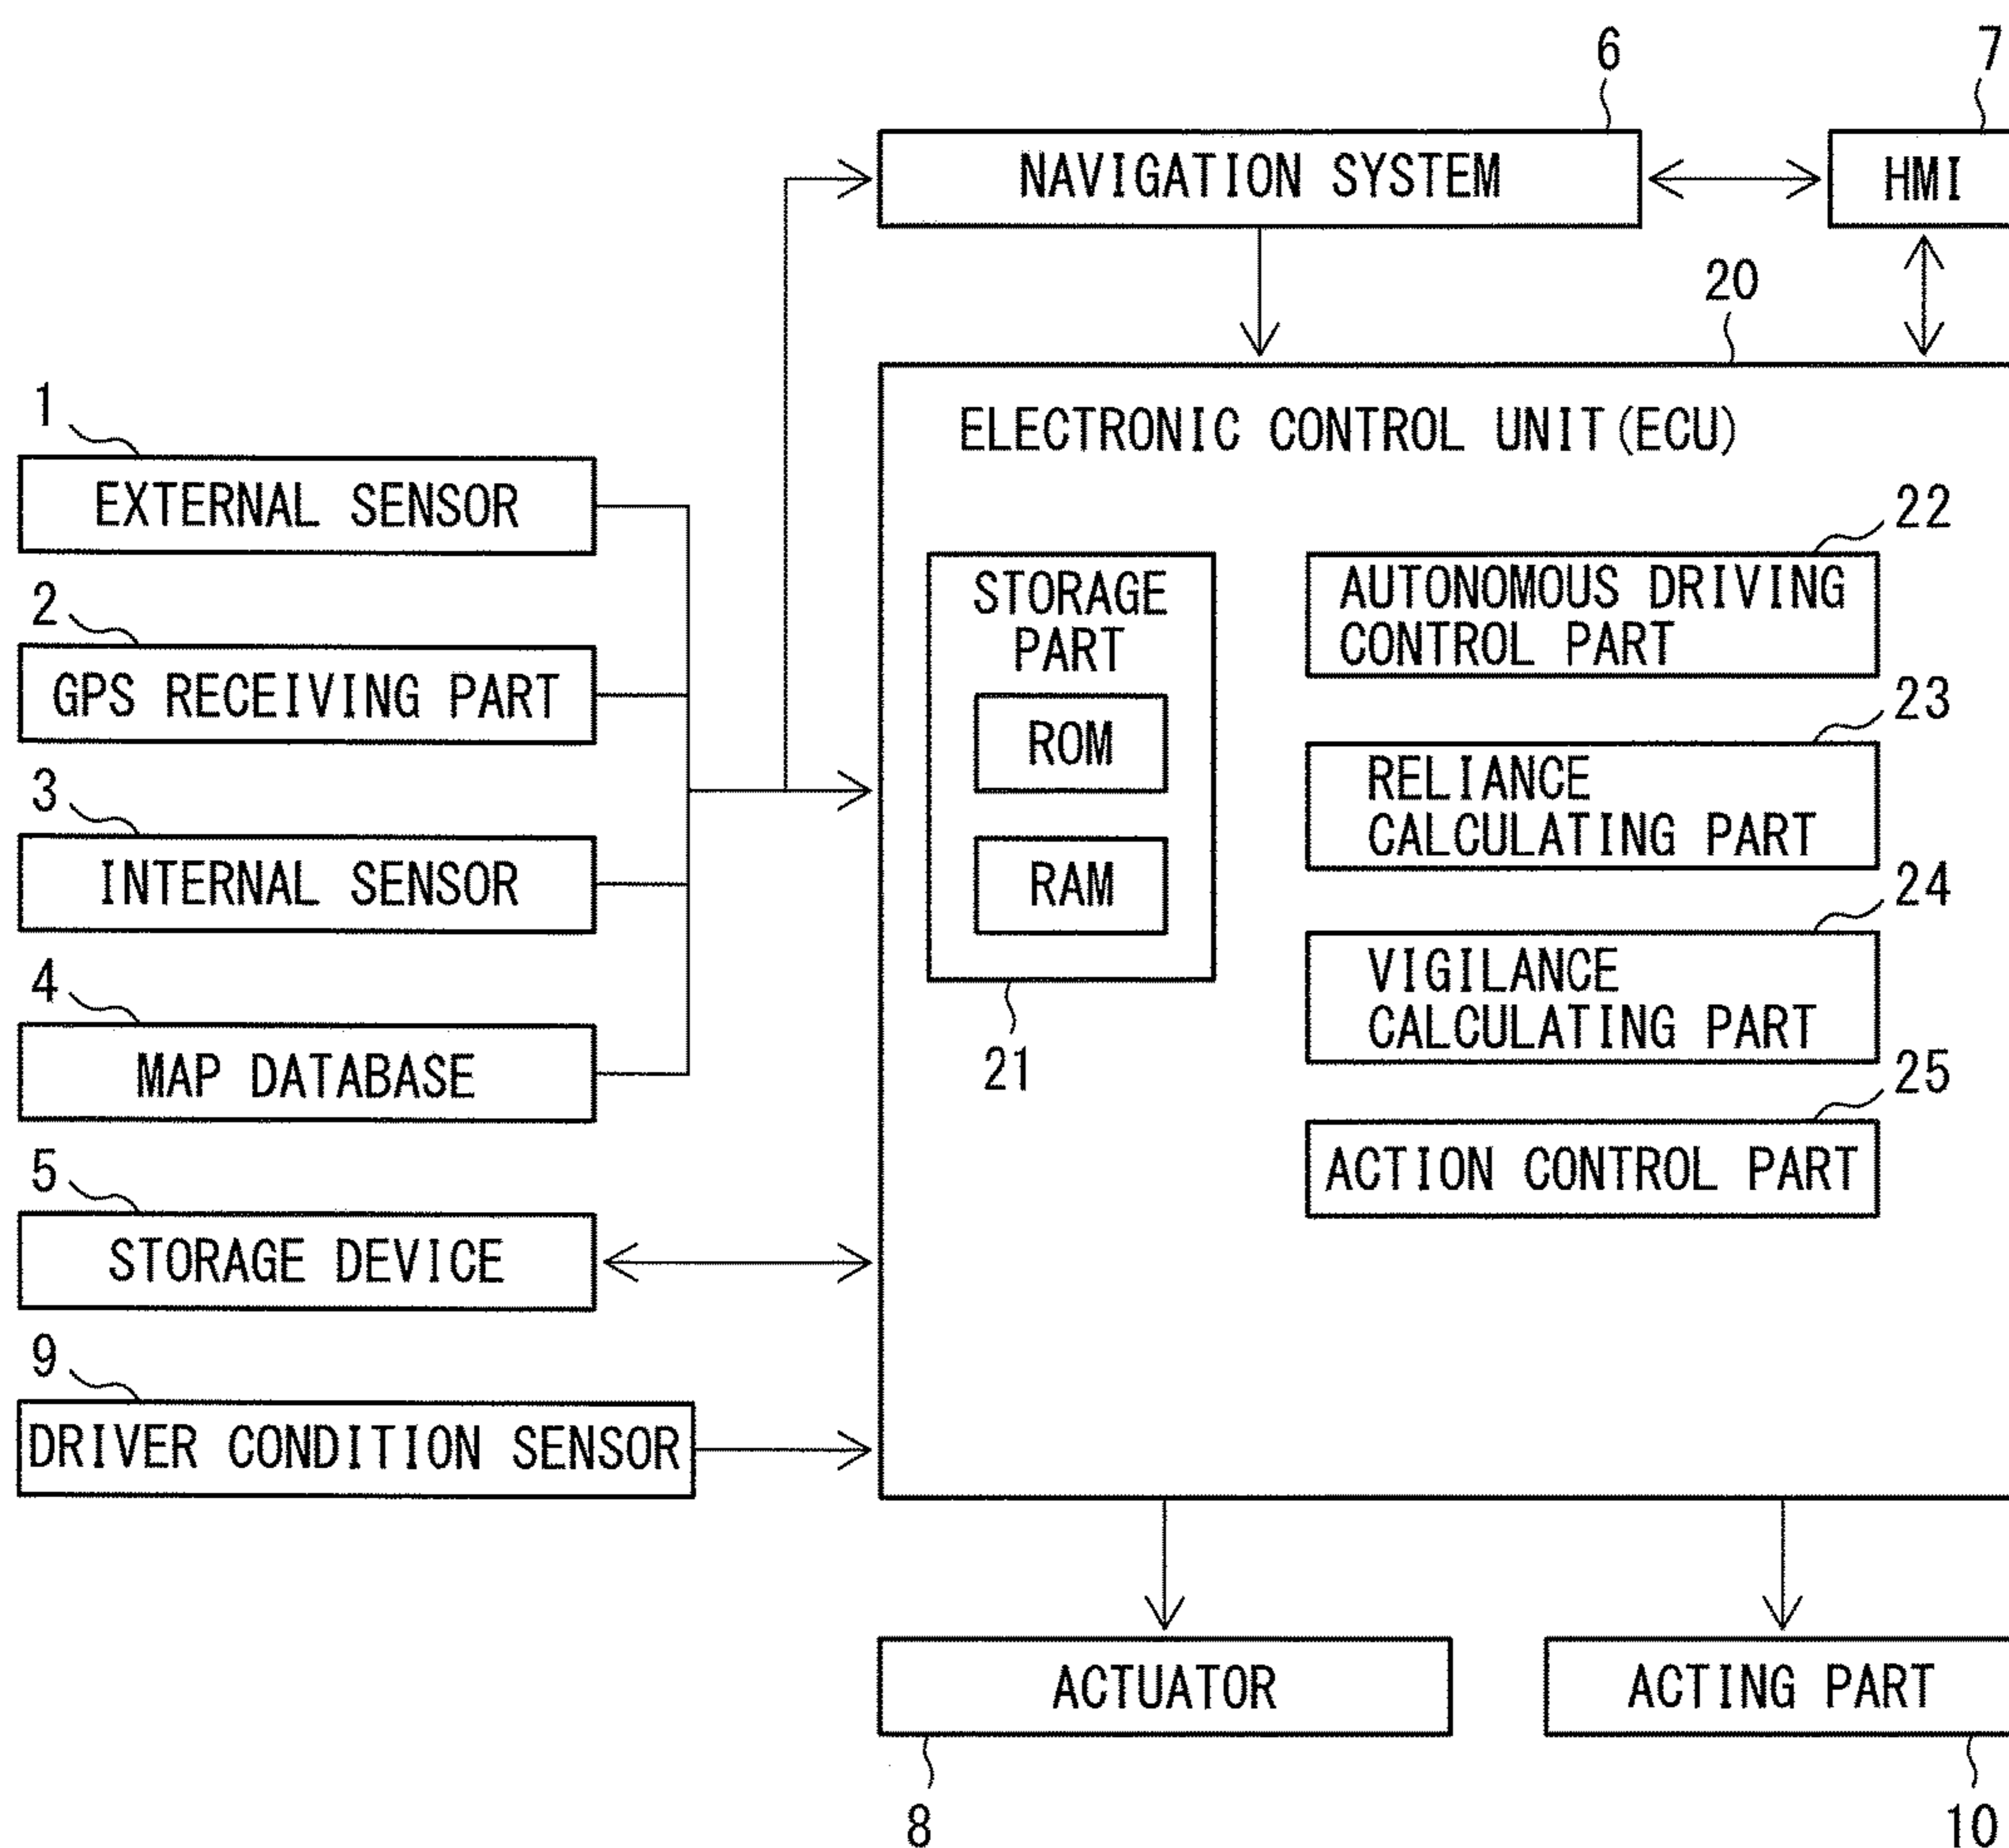 6
7
NAVIGATION SYSTEM
HMI
20
ELECTRONIC CONTROL UNIT(ECU)
1
EXTERNAL SENSOR
2
GPS RECEIVING PART
3
INTERNAL SENSOR
4
MAP DATABASE
5
STORAGE DEVICE
9
DRIVER CONDITION SENSOR
STORAGE
PART
ROM
RAM
21
22
AUTONOMOUS DRIVING
CONTROL PART
23
RELIANCE
CALCULATING PART
24
VIGILANCE
CALCULATING PART
25
ACTION CONTROL PART
ACTUATOR
8
ACTING PART
10